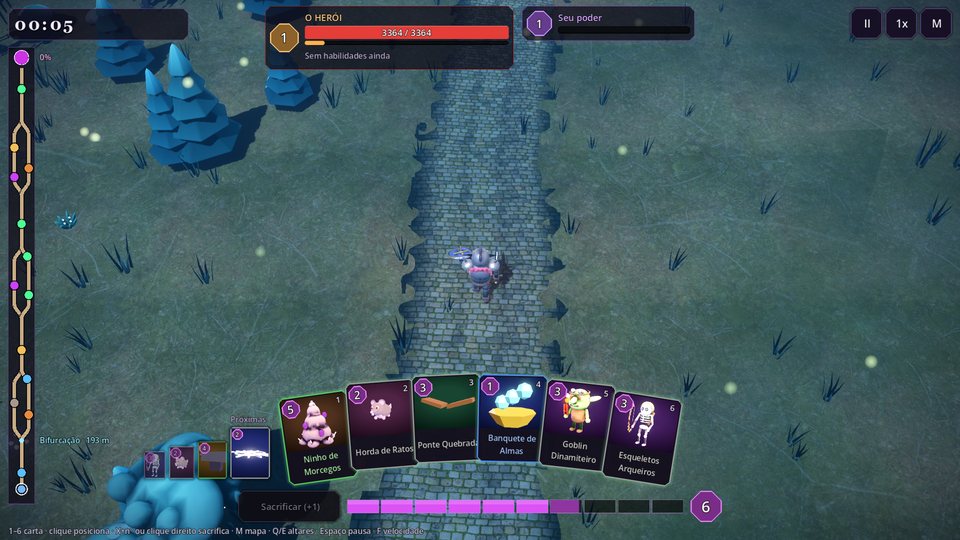 00:05
1
O HERÓI
3364 / 3364
Sem habilidades ainda
1
Seu poder
II
1x
M
0%
Bifurcação 193 m
Próximas
2
4
2
5
1
Ninho de
Morcegos
2
2
Horda de Ratos
3
3
Ponte Quebrada
1
4
Banquete de
Almas
3
5
Goblin
Dinamiteiro
3
6
Esqueletos
Arqueiros
Sacrificar (+1)
6
1-6 carta · clique posiciona · X+n ou clique direito sacrifica · M mapa · Q/E altares · Espaço pausa · F velocidade